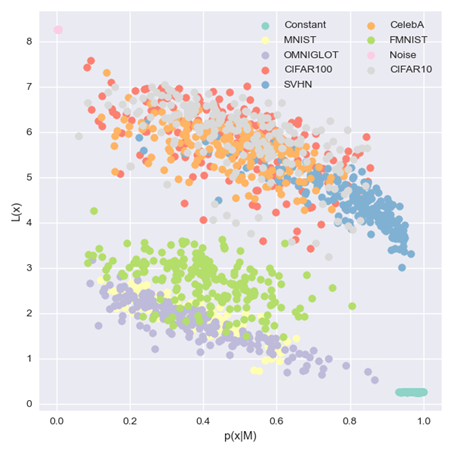 Constant
MNIST
OMNIGLOT
CIFAR100
SVHN
CelebA
FMNIST
Noise
CIFAR10
8
7
6
5
4
3
2
1
0
L(x)
0.0 0.2 0.4 0.6 0.8 1.0
p(x|M)